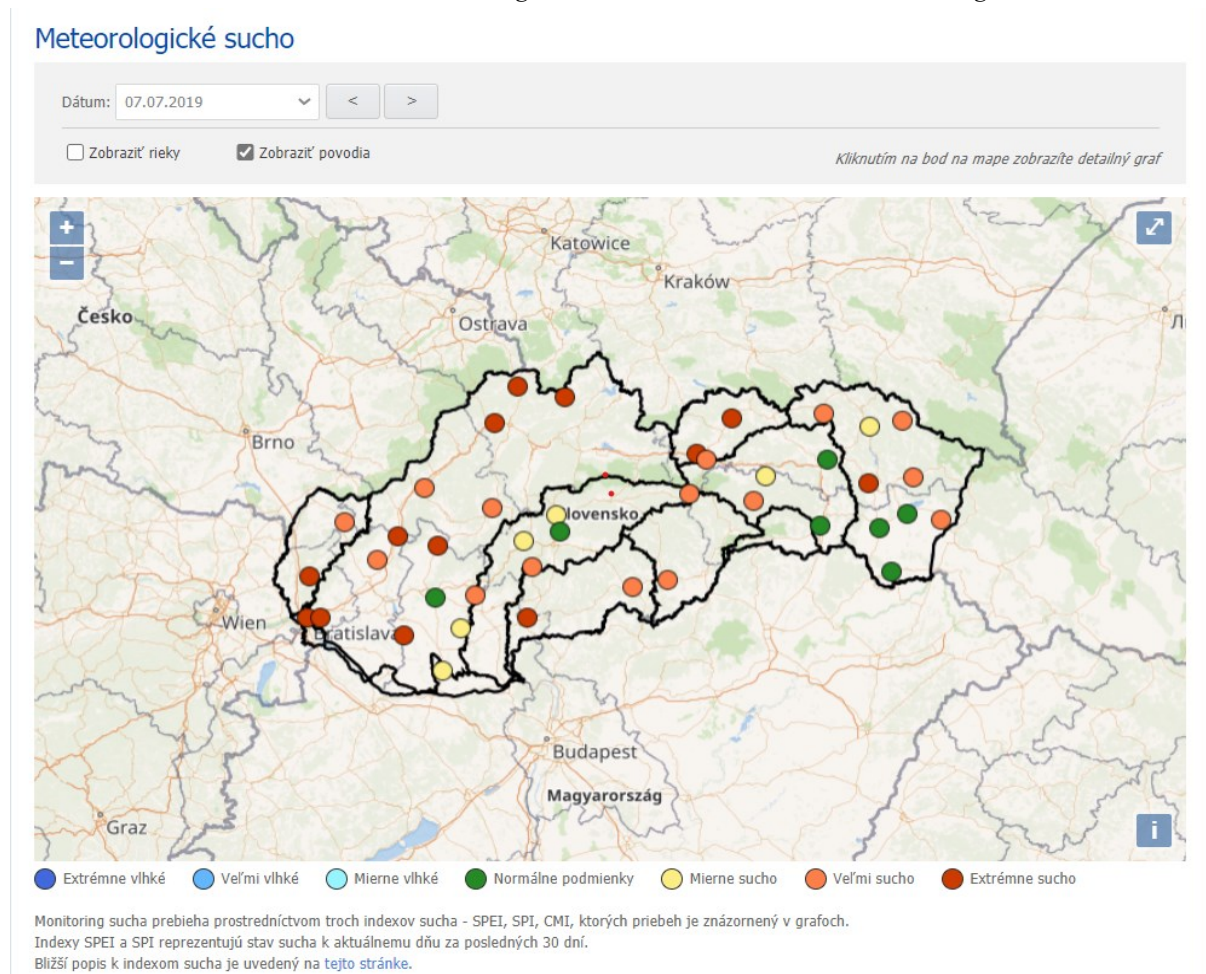 Meteorologické sucho
Dátum: 07.07.2019 < >
Zobraziť rieky Zobraziť povodia
Kliknutím na bod na mape zobrazíte detailný graf
+
−
Katowice
Kraków
Česko
Ostrava
Brno
lovensko
Wien
Bratislava
Budapest
Magyarország
Graz
i
Extrémne vlhké Veľmi vlhké Mierne vlhké Normálne podmienky Mierne sucho Veľmi sucho Extrémne sucho
Monitoring sucha prebieha prostredníctvom troch indexov sucha - SPEI, SPI, CMI, ktorých priebeh je znázornený v grafoch.
Indexy SPEI a SPI reprezentujú stav sucha k aktuálnemu dňu za posledných 30 dní.
Bližší popis k indexom sucha je uvedený na tejto stránke.